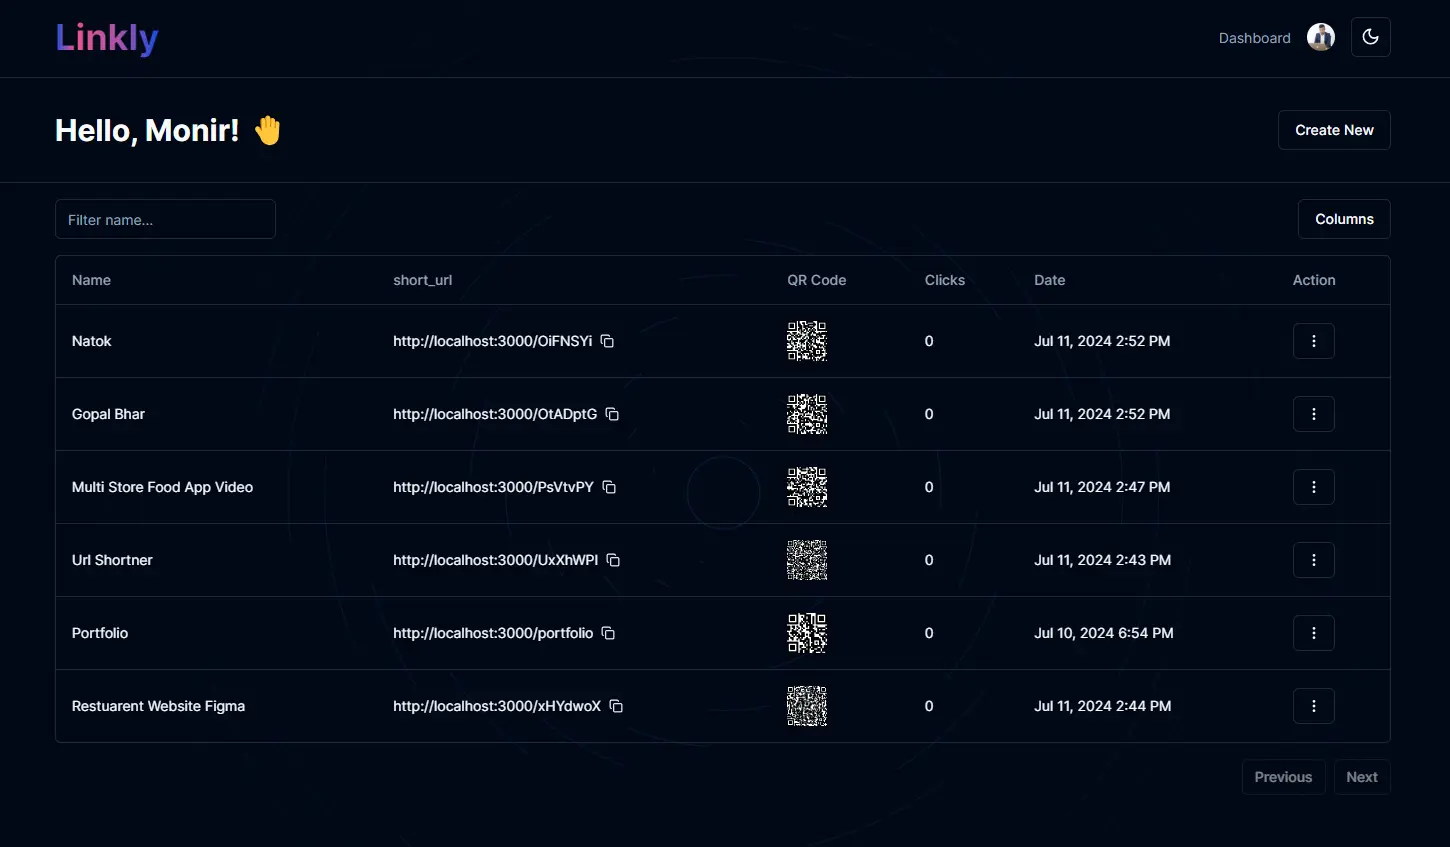 Linkly
Dashboard
Hello, Monir! 🤚
Create New
Filter name...
Columns
Name short_url QR Code Clicks Date Action
Natok http://localhost:3000/OiFNSYi 0 Jul 11, 2024 2:52 PM
Gopal Bhar http://localhost:3000/OtADptG 0 Jul 11, 2024 2:52 PM
Multi Store Food App Video http://localhost:3000/PsVtvPY 0 Jul 11, 2024 2:47 PM
Url Shortner http://localhost:3000/UxXhWPl 0 Jul 11, 2024 2:43 PM
Portfolio http://localhost:3000/portfolio 0 Jul 10, 2024 6:54 PM
Restuarent Website Figma http://localhost:3000/xHYdwoX 0 Jul 11, 2024 2:44 PM
Previous Next